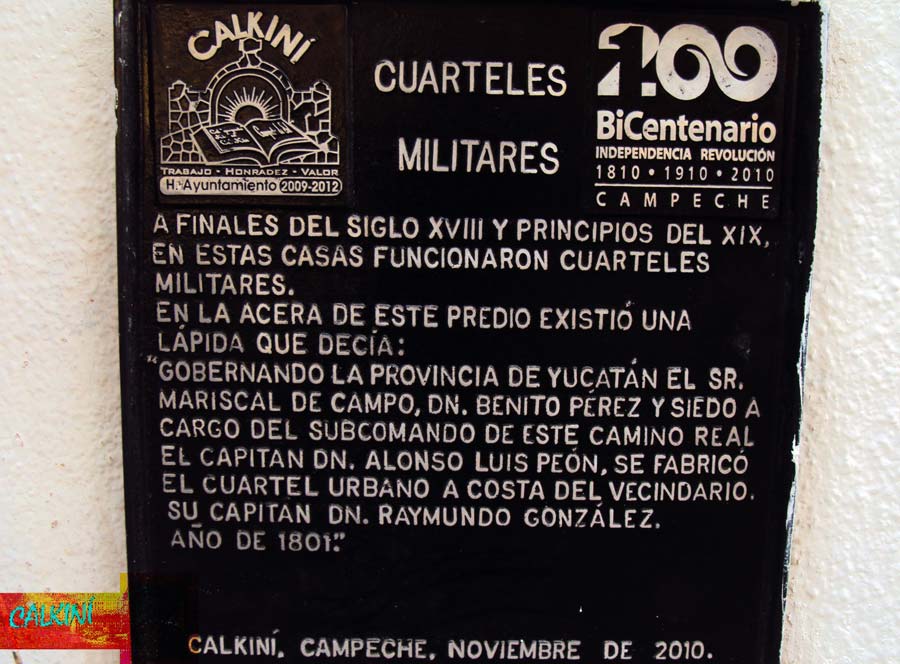 CALKINÍ
TRABAJO - HONRADEZ - VALOR
H. Ayuntamiento 2009-2012
CUARTELES
MILITARES
200
BiCentenario
INDEPENDENCIA REVOLUCIÓN
1810 • 1910 • 2010
CAMPECHE
A FINALES DEL SIGLO XVIII Y PRINCIPIOS DEL XIX,
EN ESTAS CASAS FUNCIONARON CUARTELES
MILITARES.
EN LA ACERA DE ESTE PREDIO EXISTIÓ UNA
LÁPIDA QUE DECÍA:
"GOBERNANDO LA PROVINCIA DE YUCATÁN EL SR.
MARISCAL DE CAMPO, DN. BENITO PÉREZ Y SIEDO A
CARGO DEL SUBCOMANDO DE ESTE CAMINO REAL
EL CAPITAN DN. ALONSO LUIS PEÓN, SE FABRICÓ
EL CUARTEL URBANO A COSTA DEL VECINDARIO.
SU CAPITAN DN. RAYMUNDO GONZÁLEZ.
AÑO DE 1801."
CALKINÍ, CAMPECHE, NOVIEMBRE DE 2010.
CALKINÍ